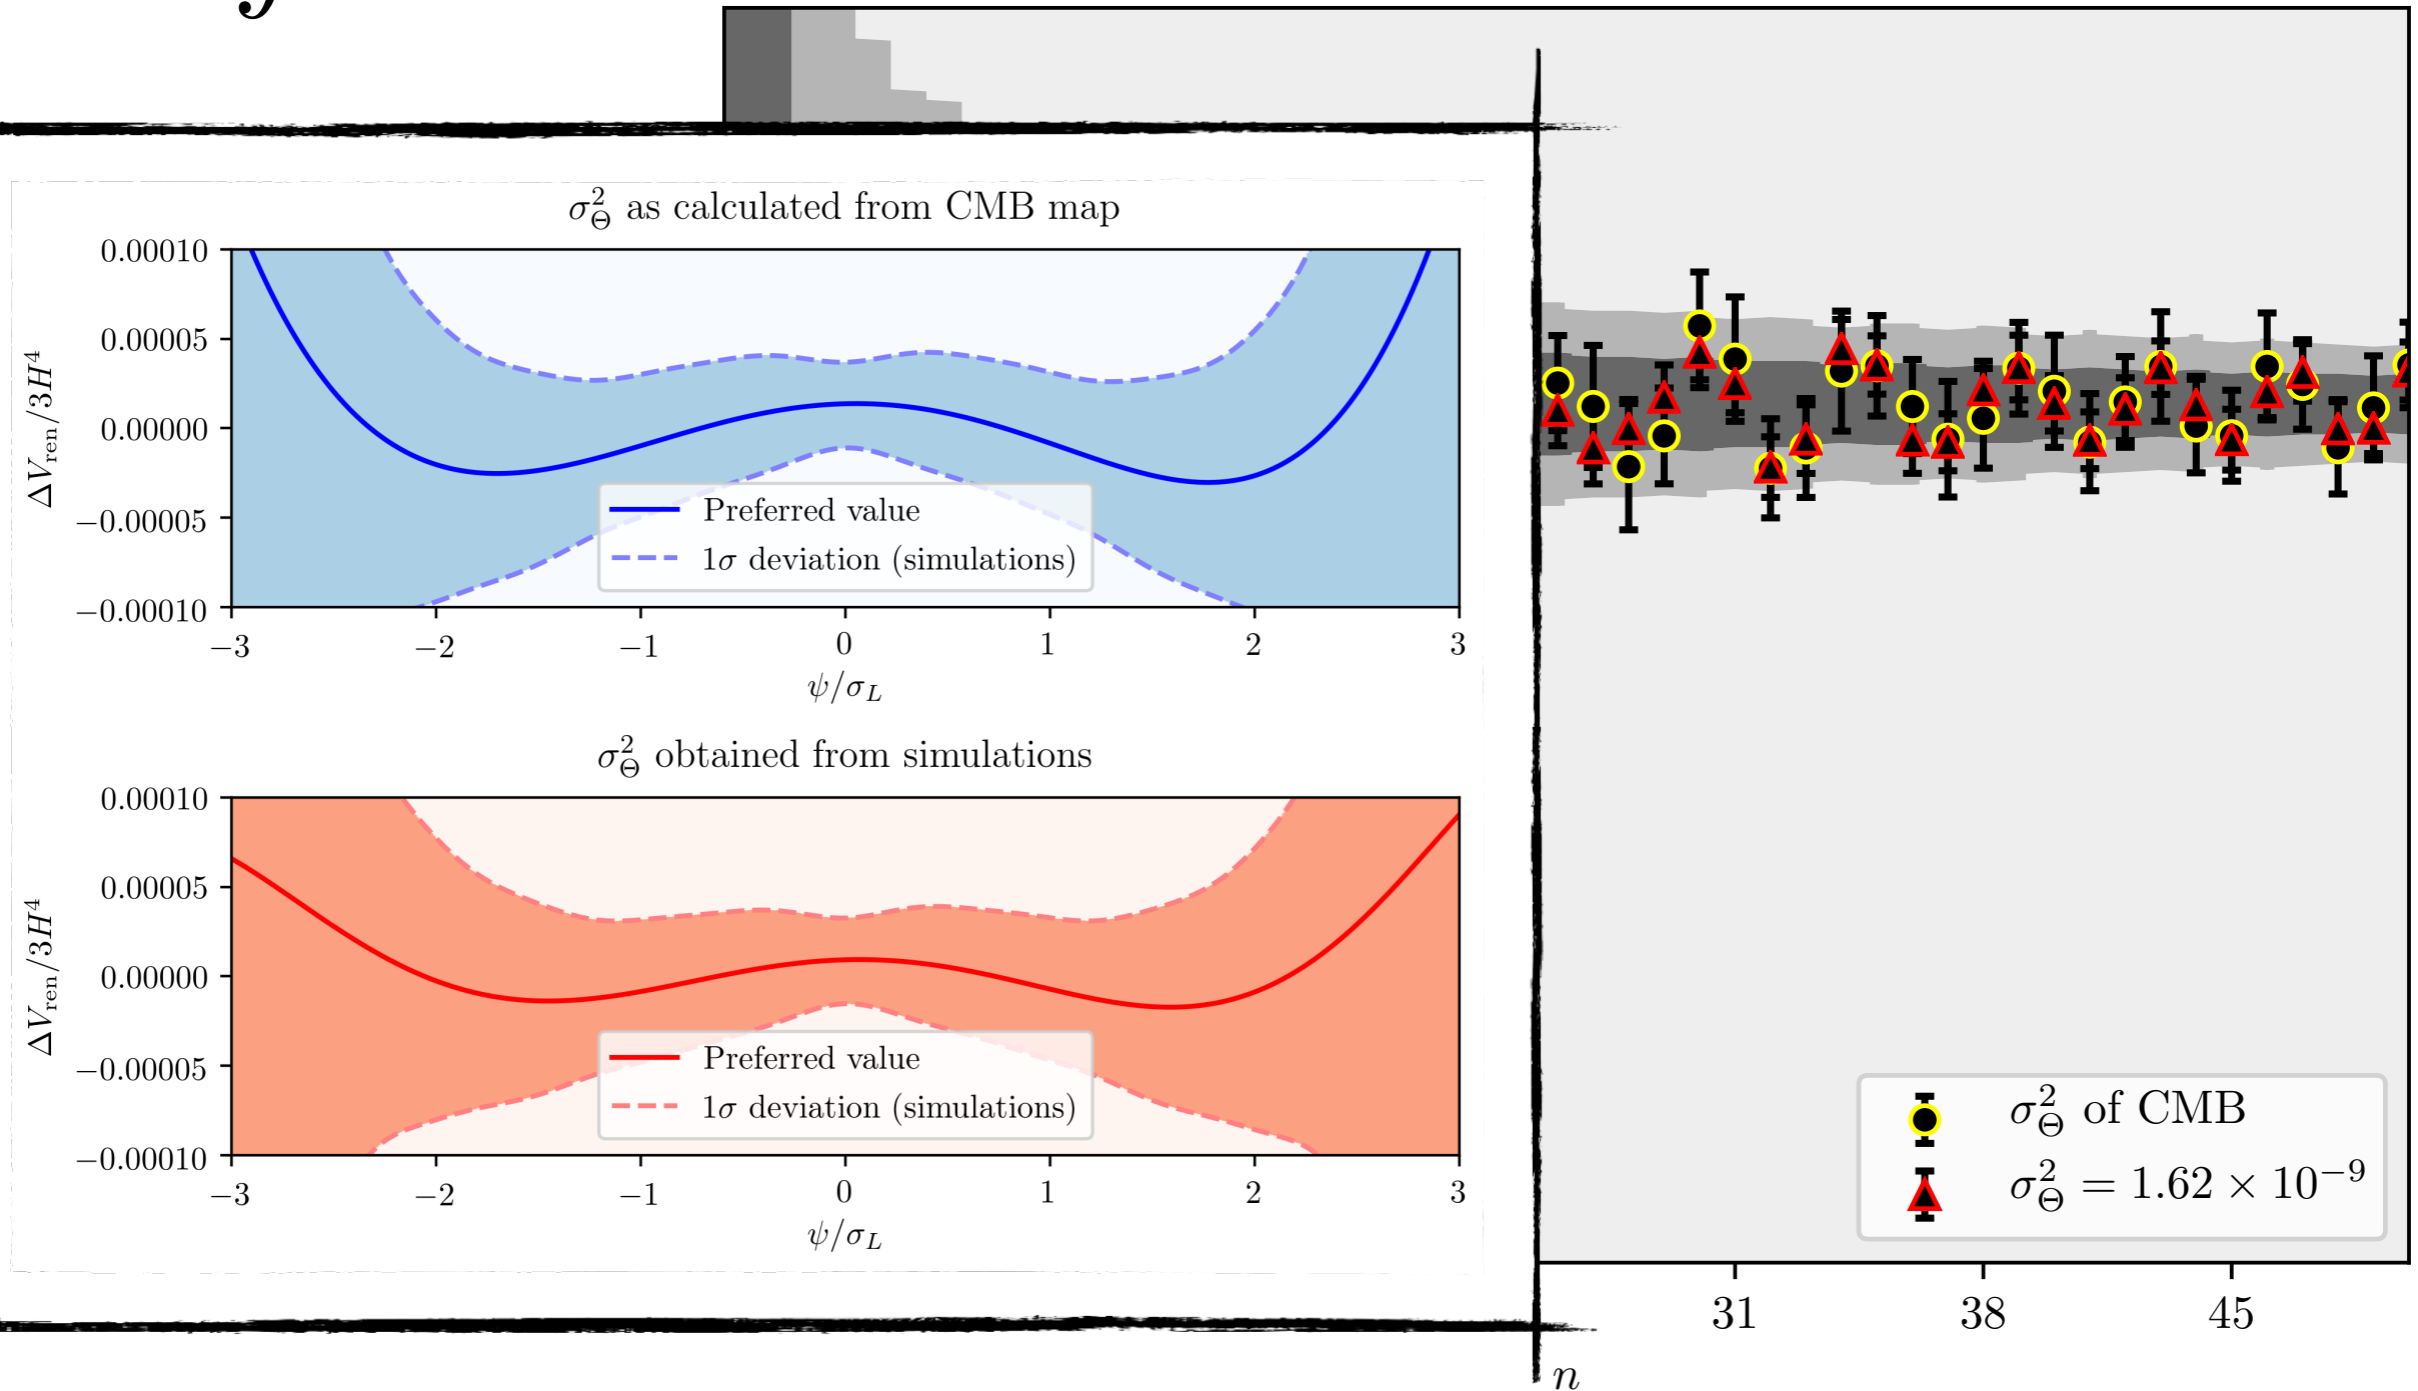 σ²_Θ as calculated from CMB map
0.00010
0.00005
0.00000
−0.00005
−0.00010
ΔV_ren/3H⁴
Preferred value
1σ deviation (simulations)
−3 −2 −1 0 1 2 3
ψ/σ_L
σ²_Θ obtained from simulations
0.00010
0.00005
0.00000
−0.00005
−0.00010
ΔV_ren/3H⁴
Preferred value
1σ deviation (simulations)
−3 −2 −1 0 1 2 3
ψ/σ_L
σ²_Θ of CMB
σ²_Θ = 1.62 × 10⁻⁹
31 38 45
n